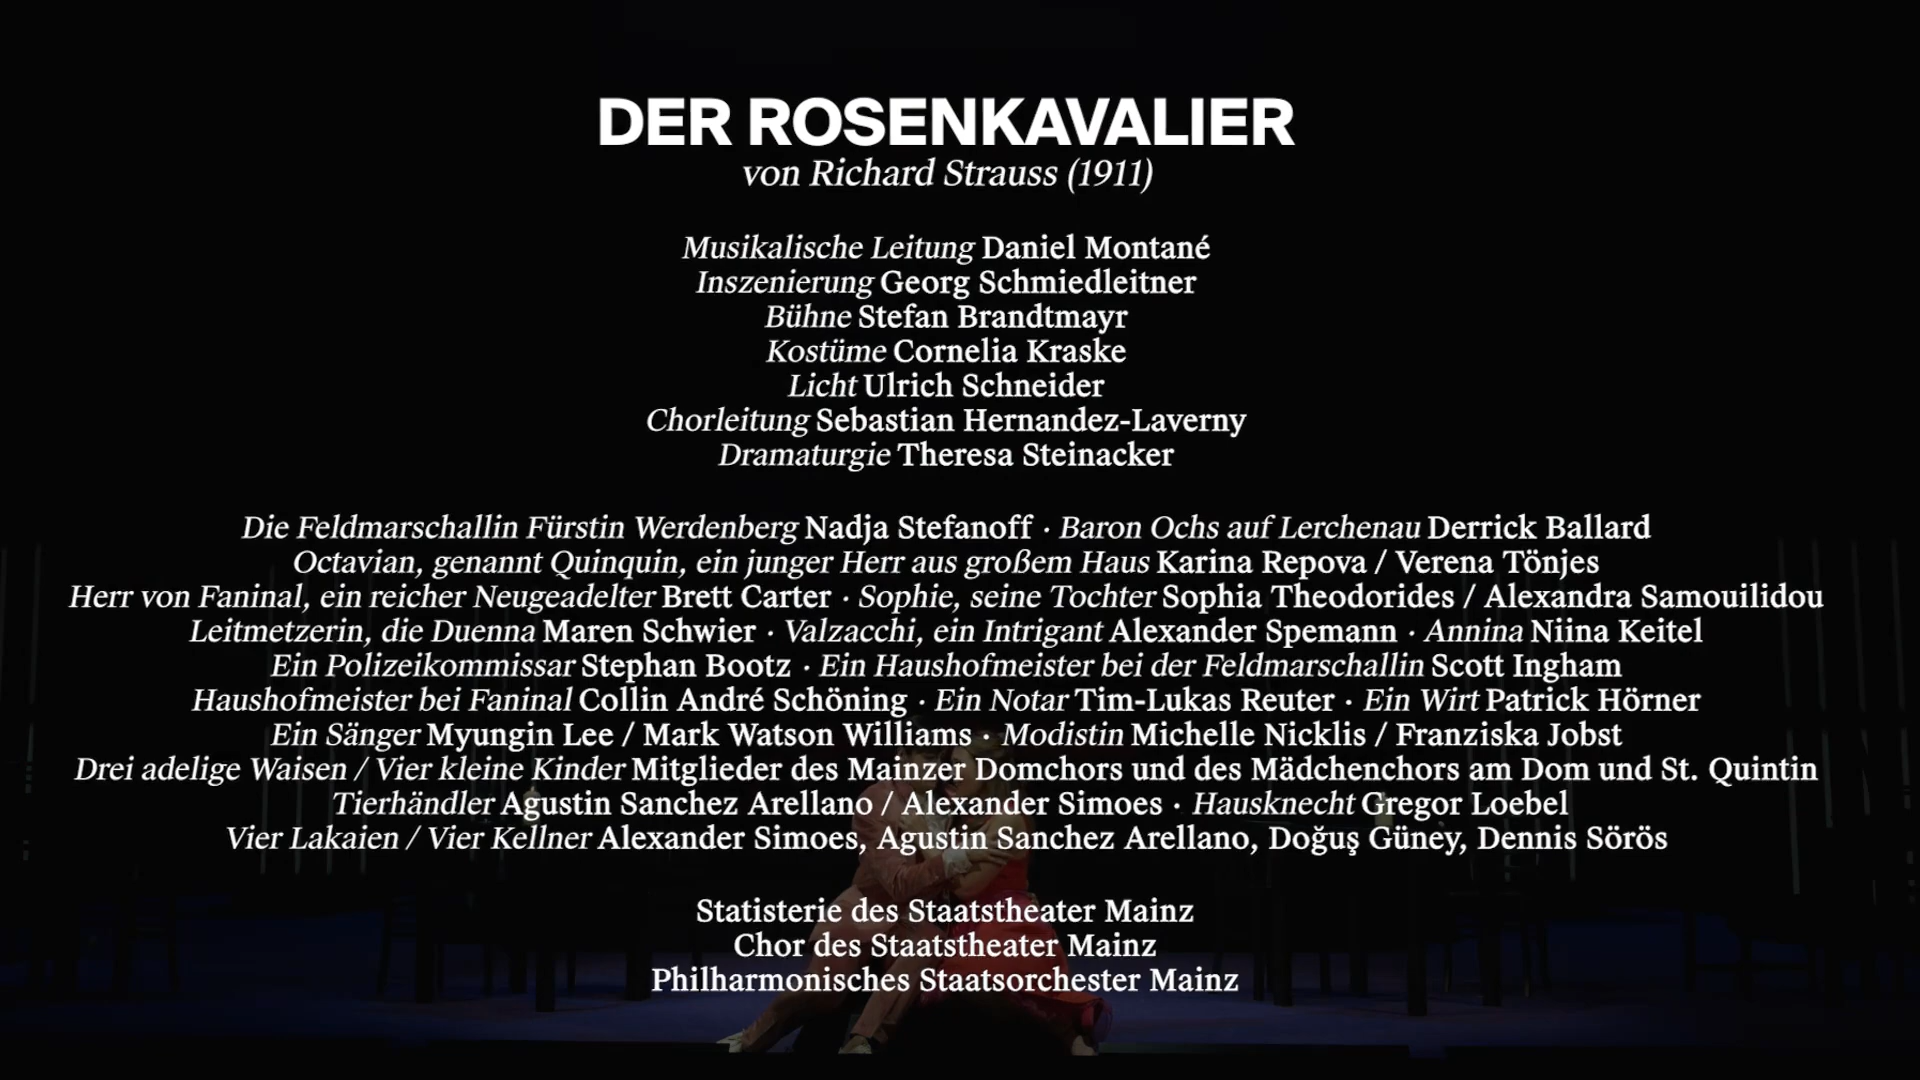 DER ROSENKAVALIER
von Richard Strauss (1911)
Musikalische Leitung Daniel Montané
Inszenierung Georg Schmiedleitner
Bühne Stefan Brandtmayr
Kostüme Cornelia Kraske
Licht Ulrich Schneider
Chorleitung Sebastian Hernandez-Laverny
Dramaturgie Theresa Steinacker
Die Feldmarschallin Fürstin Werdenberg Nadja Stefanoff · Baron Ochs auf Lerchenau Derrick Ballard
Octavian, genannt Quinquin, ein junger Herr aus großem Haus Karina Repova / Verena Tönjes
Herr von Faninal, ein reicher Neugeadelter Brett Carter · Sophie, seine Tochter Sophia Theodorides / Alexandra Samouilidou
Leitmetzerin, die Duenna Maren Schwier · Valzacchi, ein Intrigant Alexander Spemann · Annina Niina Keitel
Ein Polizeikommissar Stephan Bootz · Ein Haushofmeister bei der Feldmarschallin Scott Ingham
Haushofmeister bei Faninal Collin André Schöning · Ein Notar Tim-Lukas Reuter · Ein Wirt Patrick Hörner
Ein Sänger Myungin Lee / Mark Watson Williams · Modistin Michelle Nicklis / Franziska Jobst
Drei adelige Waisen / Vier kleine Kinder Mitglieder des Mainzer Domchors und des Mädchenchors am Dom und St. Quintin
Tierhändler Agustin Sanchez Arellano / Alexander Simoes · Hausknecht Gregor Loebel
Vier Lakaien / Vier Kellner Alexander Simoes, Agustin Sanchez Arellano, Doğuş Güney, Dennis Sörös
Statisterie des Staatstheater Mainz
Chor des Staatstheater Mainz
Philharmonisches Staatsorchester Mainz